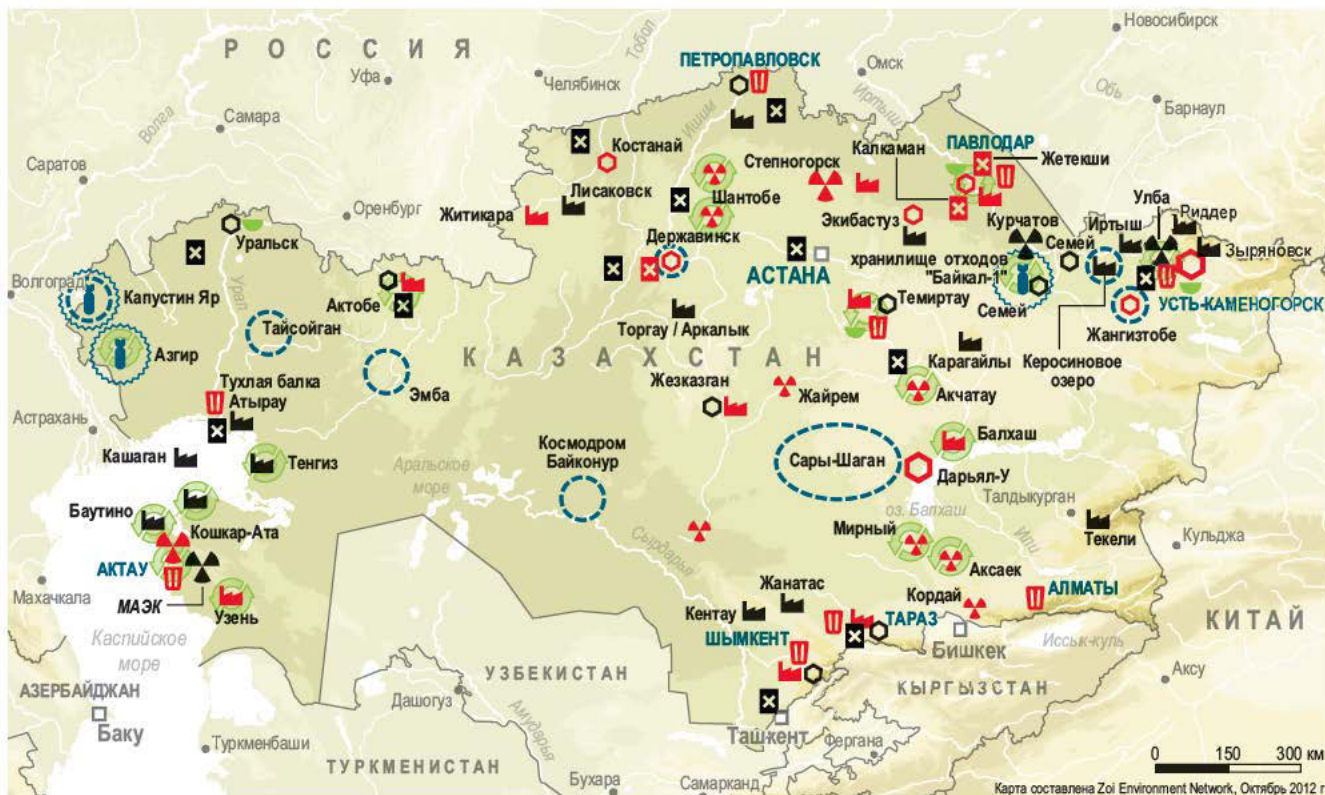 РОССИЯ
Новосибирск
Тобол
ПЕТРОПАВЛОВСК
Омск
Уфа
Челябинск
Обь
Иртыш
Барнаул
Волга
Самара
Ишим
Костанай
Калкаман
ПАВЛОДАР
Жетекши
Саратов
Степногорск
Лисаковск
Шантобе
Улба
Оренбург
Житикара
Экибастуз
Курчатов
Иртыш
Риддер
Уральск
Державинск
Семей
Зыряновск
АСТАНА
хранилище отходов
"Байкал-1"
Волгоград
Урал
Капустин Яр
Актобе
Темиртау
Семей
УСТЬ-КАМЕНОГОРСК
Тайсойган
Торгау / Аркалык
Жангизтобе
Азгир
КАЗАХСТАН
Карагайлы
Керосиновое
озеро
Эмба
Тухлая балка
Атырау
Жезказган
Жайрем
Акчатау
Астрахань
Кашаган
Тенгиз
Космодром
Байконур
Балхаш
Аральское
море
Сары-Шаган
Дарьял-У
Талдыкурган
Баутино
Кошкар-Ата
оз. Балхаш
Мирный
Или
Текели
Кульджа
Сырдарья
АКТАУ
Аксаек
МАЭК
Узень
Жанатас
Кордай
АЛМАТЫ
Махачкала
Кентау
ТАРАЗ
КИТАЙ
Каспийское
море
ШЫМКЕНТ
Бишкек
Иссык-куль
УЗБЕКИСТАН
Аксу
АЗЕРБАЙДЖАН
Дашогуз
КЫРГЫЗСТАН
Баку
Амударья
Ташкент
Туркменбаши
Фергана
0 150 300 км
ТУРКМЕНИСТАН
Бухара
Самарканд
Карта составлена Zoi Environment Network, Октябрь 2012 г